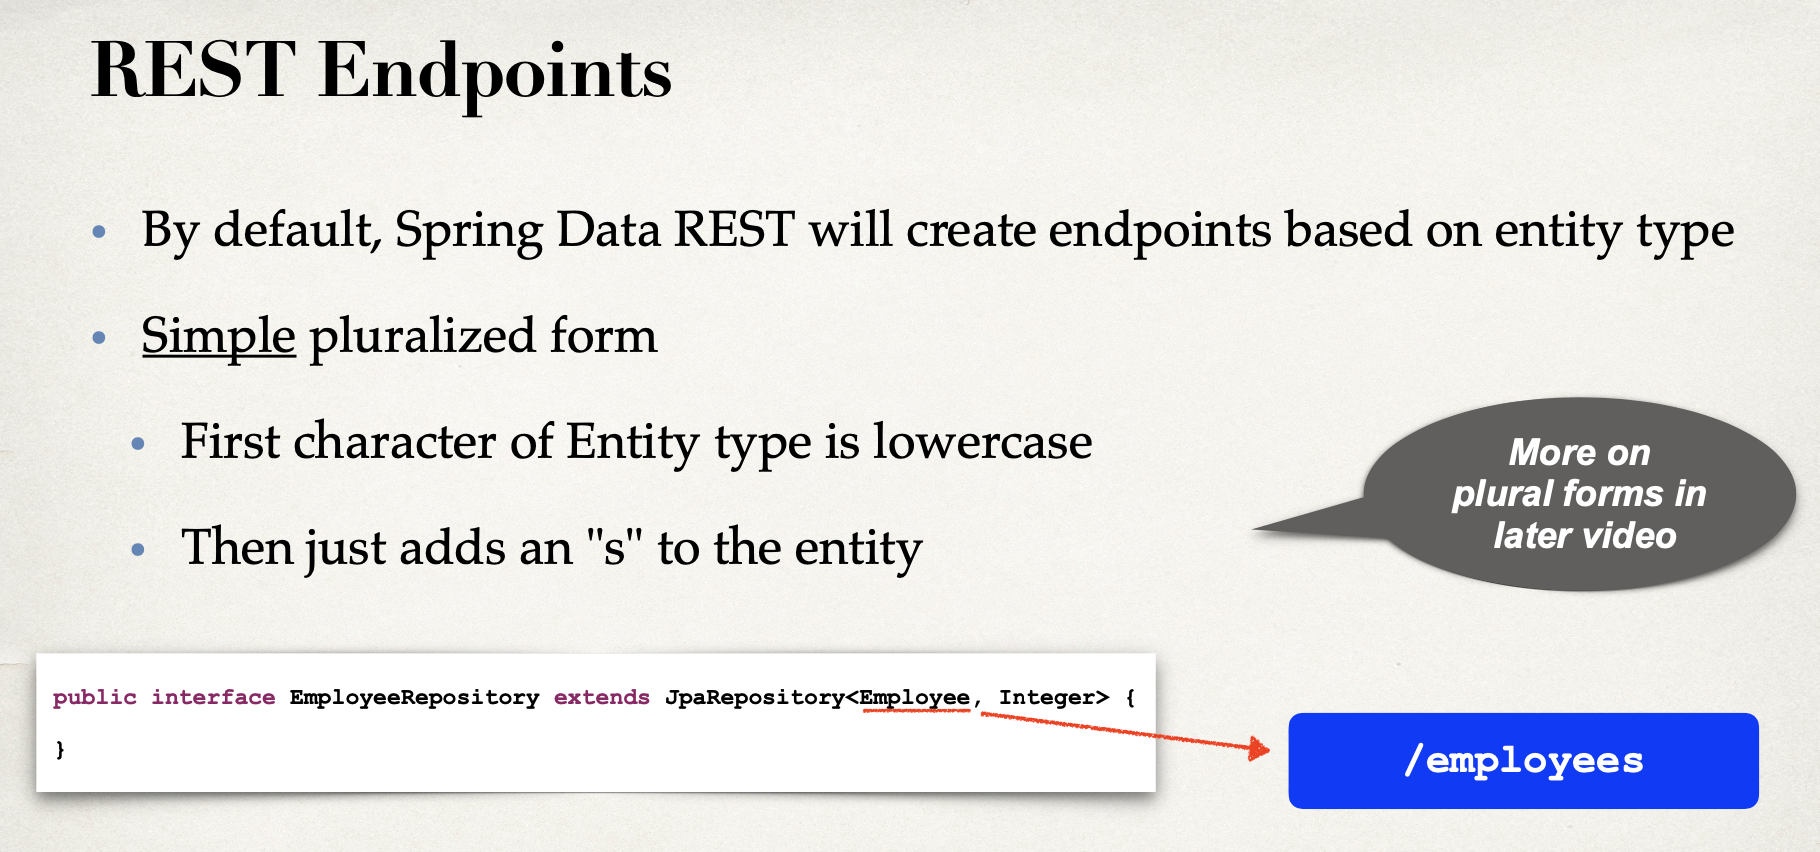 REST Endpoints
• By default, Spring Data REST will create endpoints based on entity type
• Simple pluralized form
• First character of Entity type is lowercase
• Then just adds an "s" to the entity
More on
plural forms in
later video
public interface EmployeeRepository extends JpaRepository<Employee, Integer> {
}
/employees